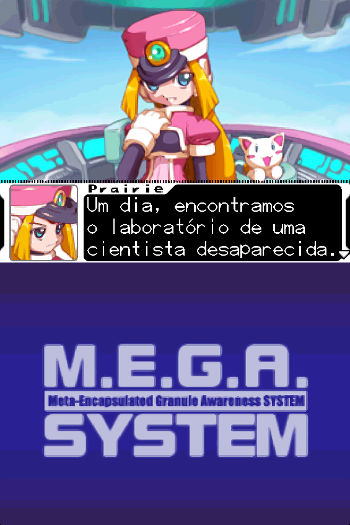 Prairie
Um dia, encontramos
o laboratório de uma
cientista desaparecida.
M.E.G.A.
Meta-Encapsulated Granule Awareness SYSTEM
SYSTEM